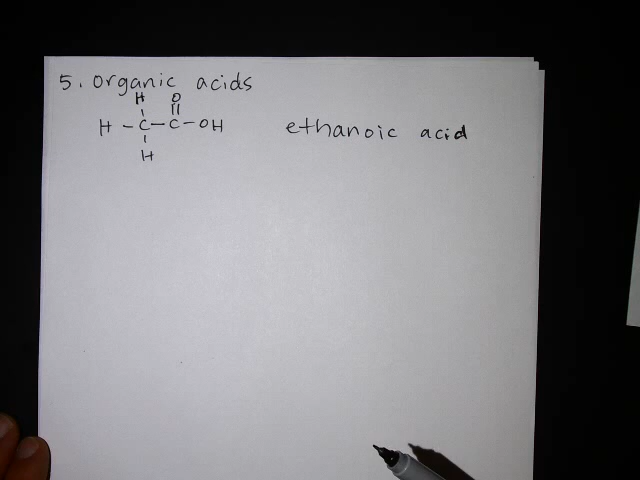 5. organic acids
H O
H - C - C - OH ethanoic acid
H